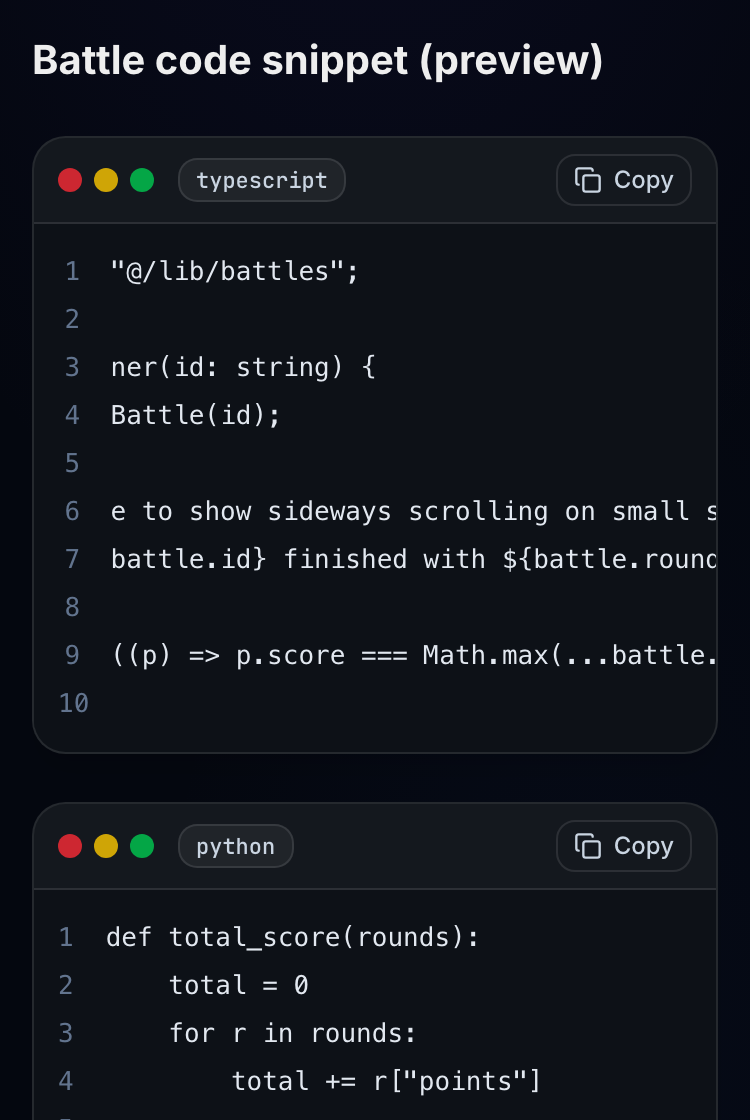 Battle code snippet (preview)
typescript
Copy
1 "@/lib/battles";
2
3 ner(id: string) {
4 Battle(id);
5
6 e to show sideways scrolling on small s
7 battle.id} finished with ${battle.round
8
9 ((p) => p.score === Math.max(...battle.
10
python
Copy
1 def total_score(rounds):
2     total = 0
3     for r in rounds:
4         total += r["points"]